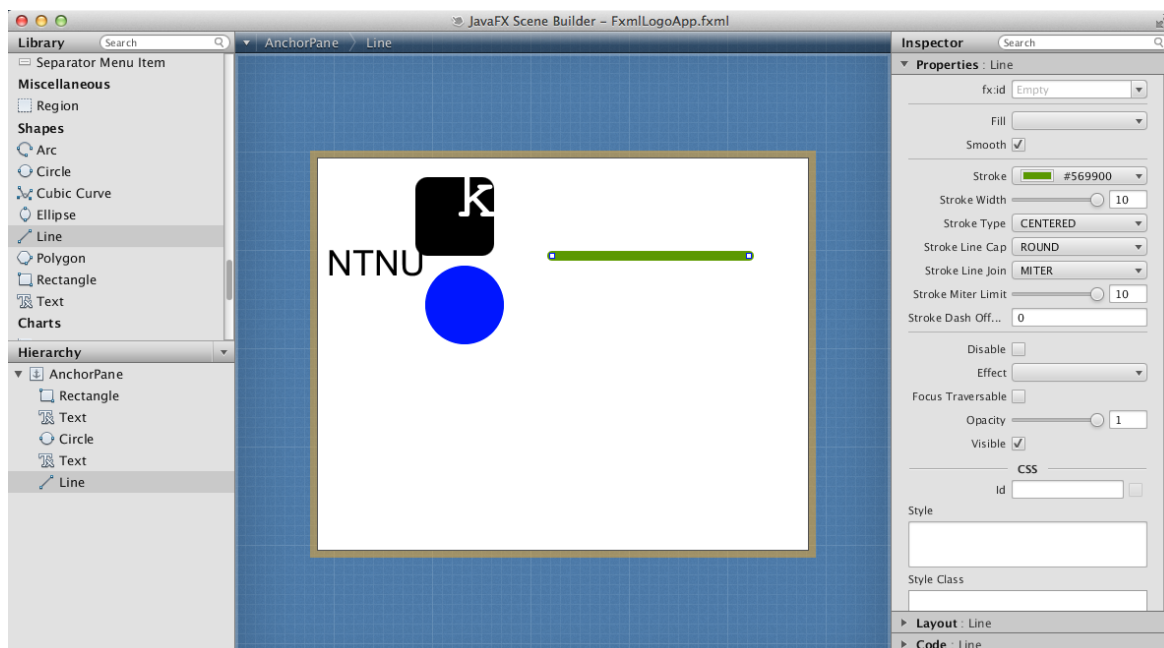 JavaFX Scene Builder – FxmlLogoApp.fxml
Library
Search
Separator Menu Item
Miscellaneous
Region
Shapes
Arc
Circle
Cubic Curve
Ellipse
Line
Polygon
Rectangle
Text
Charts
Hierarchy
AnchorPane
Rectangle
Text
Circle
Text
Line
AnchorPane
Line
k
NTNU
Inspector
Search
Properties : Line
fx:id
Empty
Fill
Smooth
Stroke
#569900
Stroke Width
10
Stroke Type
CENTERED
Stroke Line Cap
ROUND
Stroke Line Join
MITER
Stroke Miter Limit
10
Stroke Dash Off...
0
Disable
Effect
Focus Traversable
Opacity
1
Visible
CSS
Id
Style
Style Class
Layout : Line
Code : Line